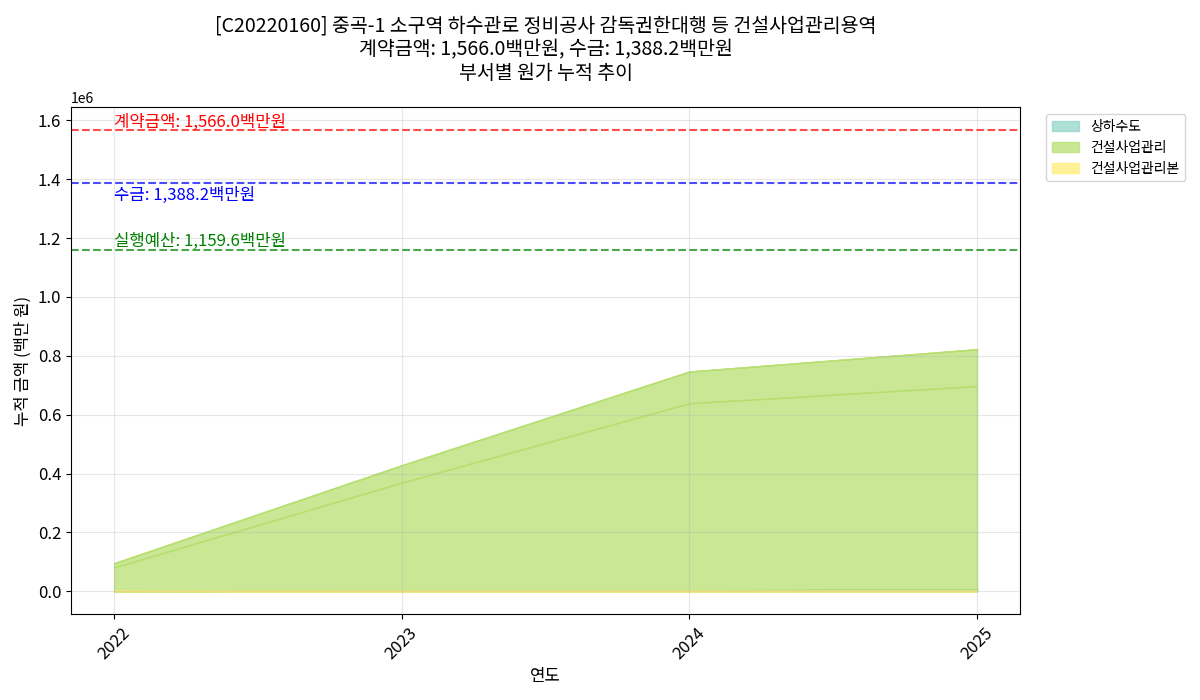 [C20220160] 중곡-1 소구역 하수관로 정비공사 감독권한대행 등 건설사업관리용역
계약금액: 1,566.0백만원, 수금: 1,388.2백만원
부서별 원가 누적 추이
1e6
1.6
1.4
1.2
1.0
0.8
0.6
0.4
0.2
0.0
누적 금액 (백만 원)
계약금액: 1,566.0백만원
수금: 1,388.2백만원
실행예산: 1,159.6백만원
상하수도
건설사업관리
건설사업관리본
2022
2023
2024
2025
연도